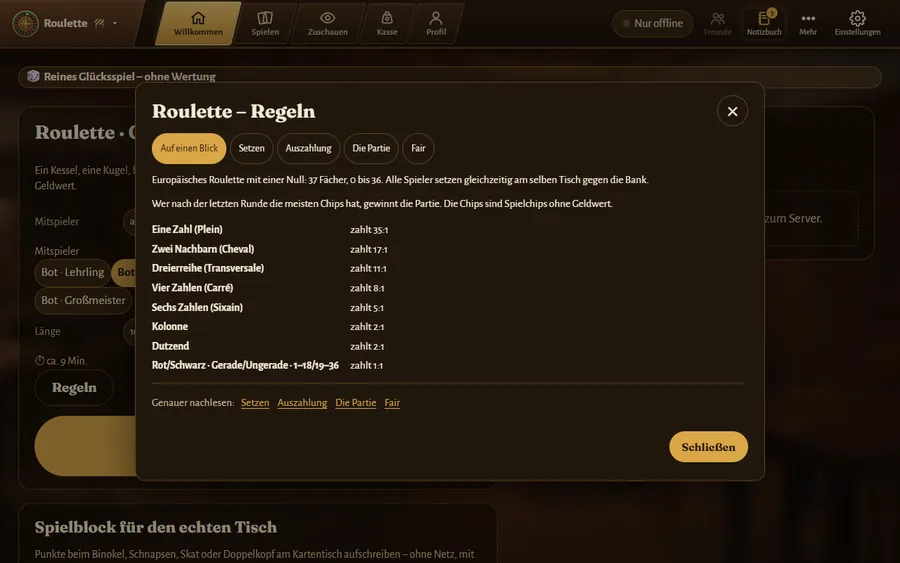 Roulette
Willkommen
Spielen
Zuschauen
Kasse
Profil
Nur offline
Freunde
3
Notizbuch
Mehr
Einstellungen
Reines Glücksspiel – ohne Wertung
Roulette ·
Ein Kessel, eine Kugel,
Geldwert.
Mitspieler
Mitspieler
Bot · Lehrling
Bot
Bot · Großmeister
Länge
ca. 9 Min.
Regeln
zum Server.
Roulette – Regeln
Auf einen Blick
Setzen
Auszahlung
Die Partie
Fair
Europäisches Roulette mit einer Null: 37 Fächer, 0 bis 36. Alle Spieler setzen gleichzeitig am selben Tisch gegen die Bank.
Wer nach der letzten Runde die meisten Chips hat, gewinnt die Partie. Die Chips sind Spielchips ohne Geldwert.
Eine Zahl (Plein) zahlt 35:1
Zwei Nachbarn (Cheval) zahlt 17:1
Dreierreihe (Transversale) zahlt 11:1
Vier Zahlen (Carré) zahlt 8:1
Sechs Zahlen (Sixain) zahlt 5:1
Kolonne zahlt 2:1
Dutzend zahlt 2:1
Rot/Schwarz · Gerade/Ungerade · 1–18/19–36 zahlt 1:1
Genauer nachlesen: Setzen Auszahlung Die Partie Fair
Schließen
Spielblock für den echten Tisch
Punkte beim Binokel, Schnapsen, Skat oder Doppelkopf am Kartentisch aufschreiben – ohne Netz, mit